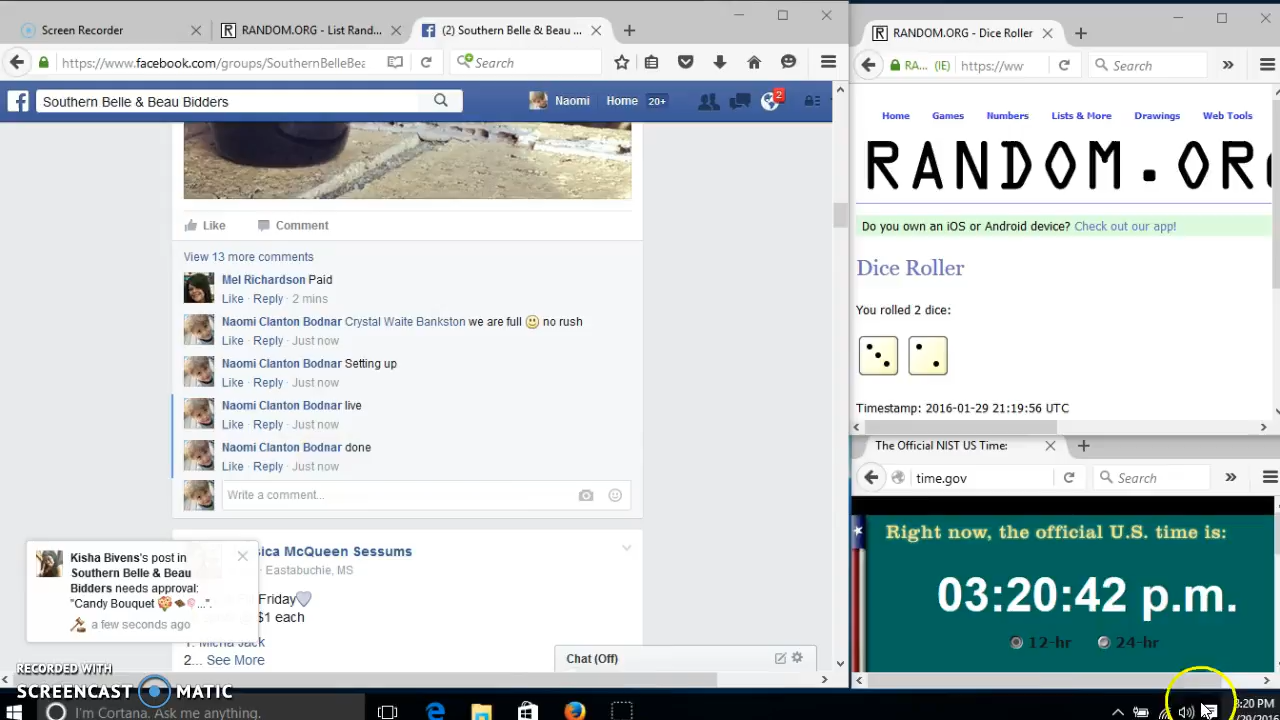 Screen Recorder
RANDOM.ORG - List Rand...
(2) Southern Belle & Beau ...
https://www.facebook.com/groups/SouthernBelleBea
Search
Southern Belle & Beau Bidders
Naomi
Home 20+
2
Like Comment
View 13 more comments
Mel Richardson Paid
Like · Reply · 2 mins
Naomi Clanton Bodnar Crystal Waite Bankston we are full 🙂 no rush
Like · Reply · Just now
Naomi Clanton Bodnar Setting up
Like · Reply · Just now
Naomi Clanton Bodnar live
Like · Reply · Just now
Naomi Clanton Bodnar done
Like · Reply · Just now
Write a comment...
sica McQueen Sessums
Eastabuchie, MS
Friday
$1 each
1. Micha Jack
2... See More
Kisha Bivens's post in
Southern Belle & Beau
Bidders needs approval:
"Candy Bouquet ...".
a few seconds ago
Chat (Off)
RECORDED WITH
SCREENCAST MATIC
I'm Cortana. Ask me anything.
RANDOM.ORG - Dice Roller
RA... (IE) https://ww
Search
Home Games Numbers Lists & More Drawings Web Tools
RANDOM.ORG
Do you own an iOS or Android device? Check out our app!
Dice Roller
You rolled 2 dice:
Timestamp: 2016-01-29 21:19:56 UTC
The Official NIST US Time:
time.gov
Search
Right now, the official U.S. time is:
03:20:42 p.m.
12-hr 24-hr
3:20 PM